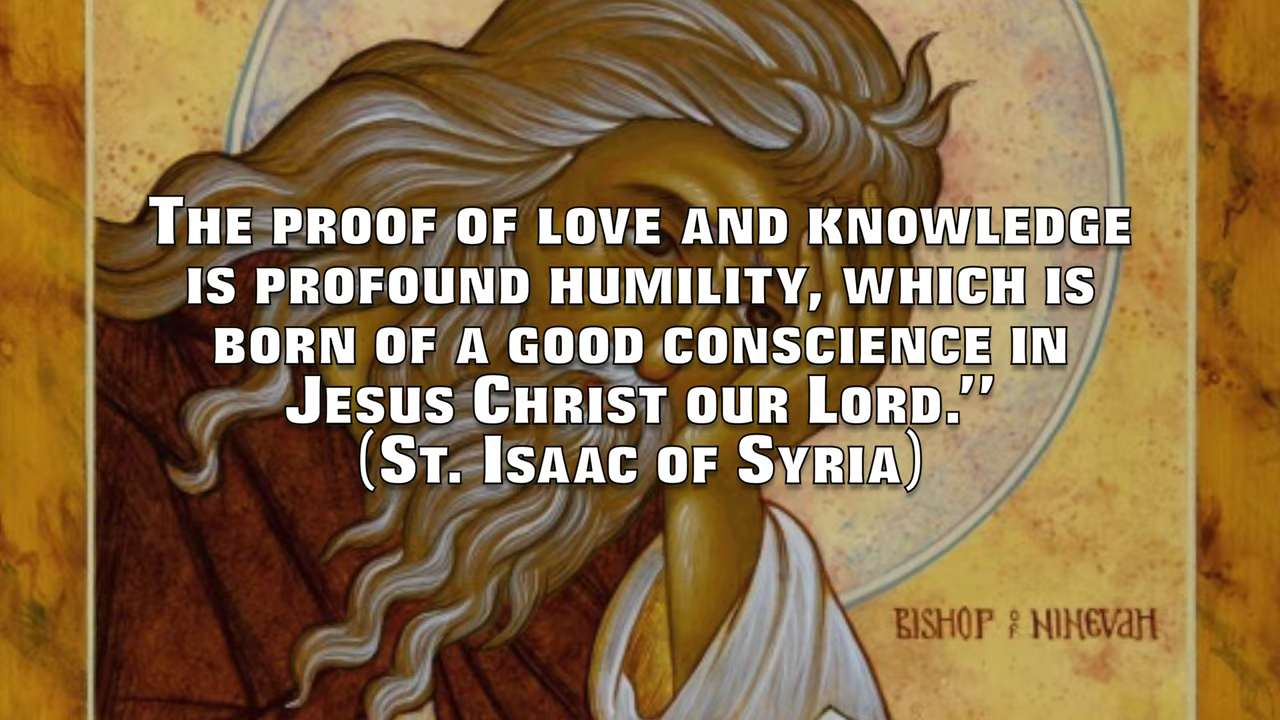 The proof of love and knowledge
is profound humility, which is
born of a good conscience in
Jesus Christ our Lord.”
(St. Isaac of Syria)
BISHOP OF NINEVAH